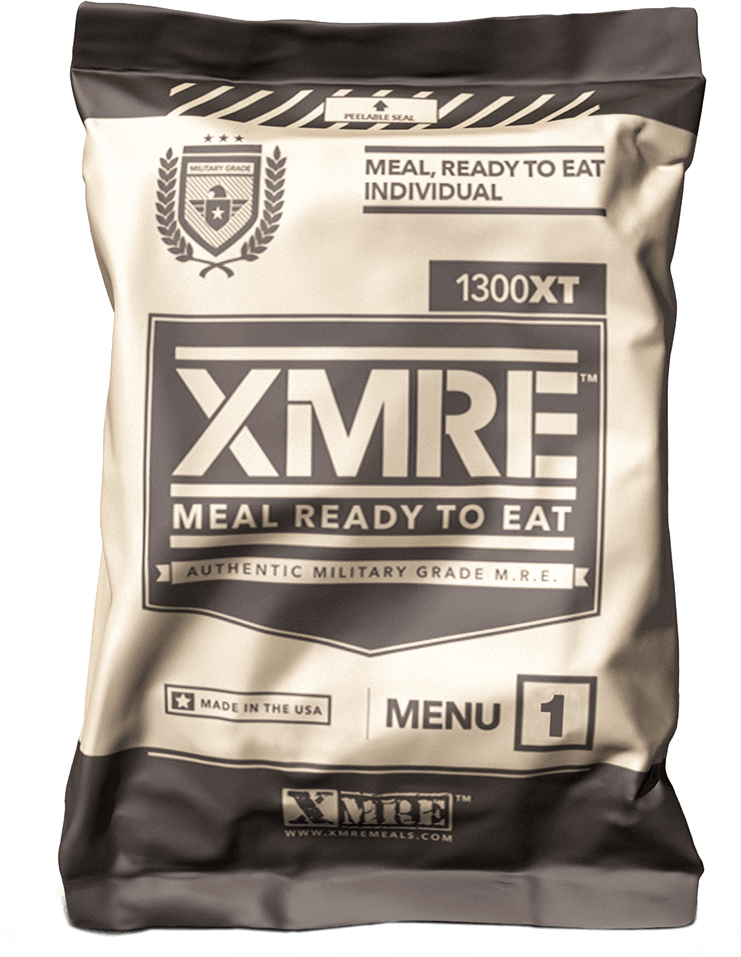 PEELABLE SEAL
MILITARY GRADE
MEAL, READY TO EAT
INDIVIDUAL
1300XT
XMRE™
MEAL READY TO EAT
AUTHENTIC MILITARY GRADE M.R.E.
MADE IN THE USA
MENU 1
XMRE™
WWW.XMREMEALS.COM